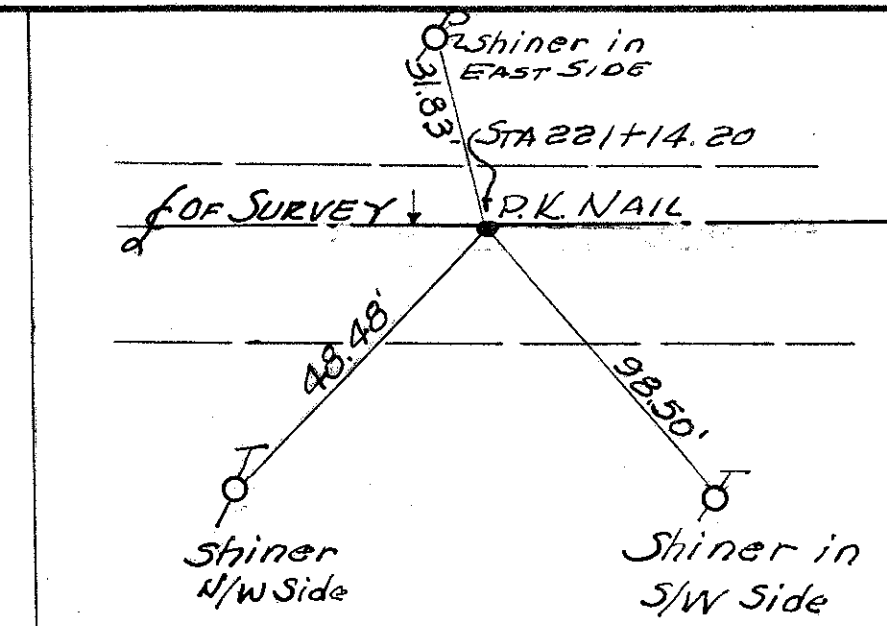 Shiner in
EAST SIDE
31.83
STA 221+14.20
℄ OF SURVEY
P.K. NAIL
48.48'
98.50'
Shiner
N/W Side
Shiner in
S/W Side